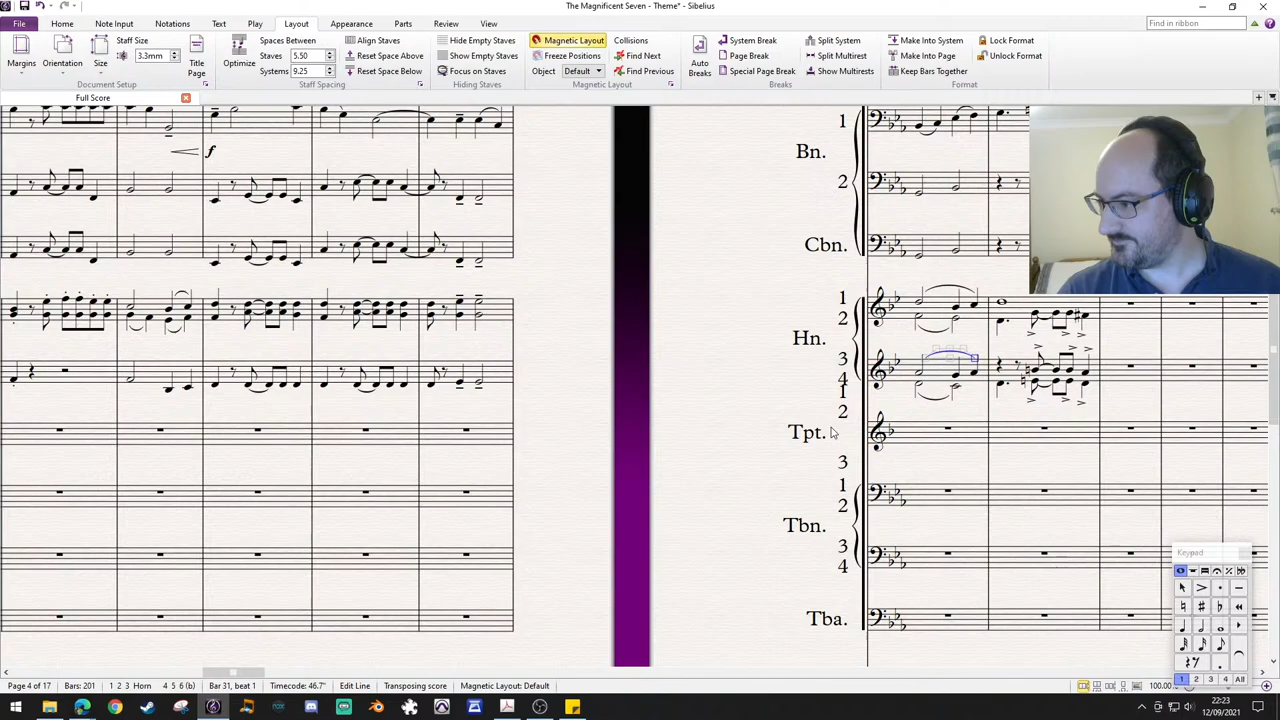 The Magnificent Seven - Theme* - Sibelius
File Home Note Input Notations Text Play Layout Appearance Parts Review View
Find in ribbon
Margins
Orientation
Staff Size
Size
3.3mm
Title Page
Document Setup
Optimize
Spaces Between
Staves 5.50
Systems 9.25
Align Staves
Reset Space Above
Reset Space Below
Staff Spacing
Hide Empty Staves
Show Empty Staves
Focus on Staves
Hiding Staves
Magnetic Layout
Freeze Positions
Object Default
Collisions
Find Next
Find Previous
Magnetic Layout
Auto Breaks
System Break
Page Break
Special Page Break
Split System
Split Multirest
Show Multirests
Breaks
Make Into System
Make Into Page
Keep Bars Together
Lock Format
Unlock Format
Format
Full Score
f
1
Bn.
2
Cbn.
1
2
Hn.
3
4
1
2
Tpt.
3
1
2
Tbn.
3
4
Tba.
Keypad
1 2 3 4 All
Page 4 of 17 Bars: 201 1 2 3 Horn 4 5 6 (b) Bar 31, beat 1 Timecode: 46.7" Edit Line Transposing score Magnetic Layout: Default 100.00
22:23
12/09/2021